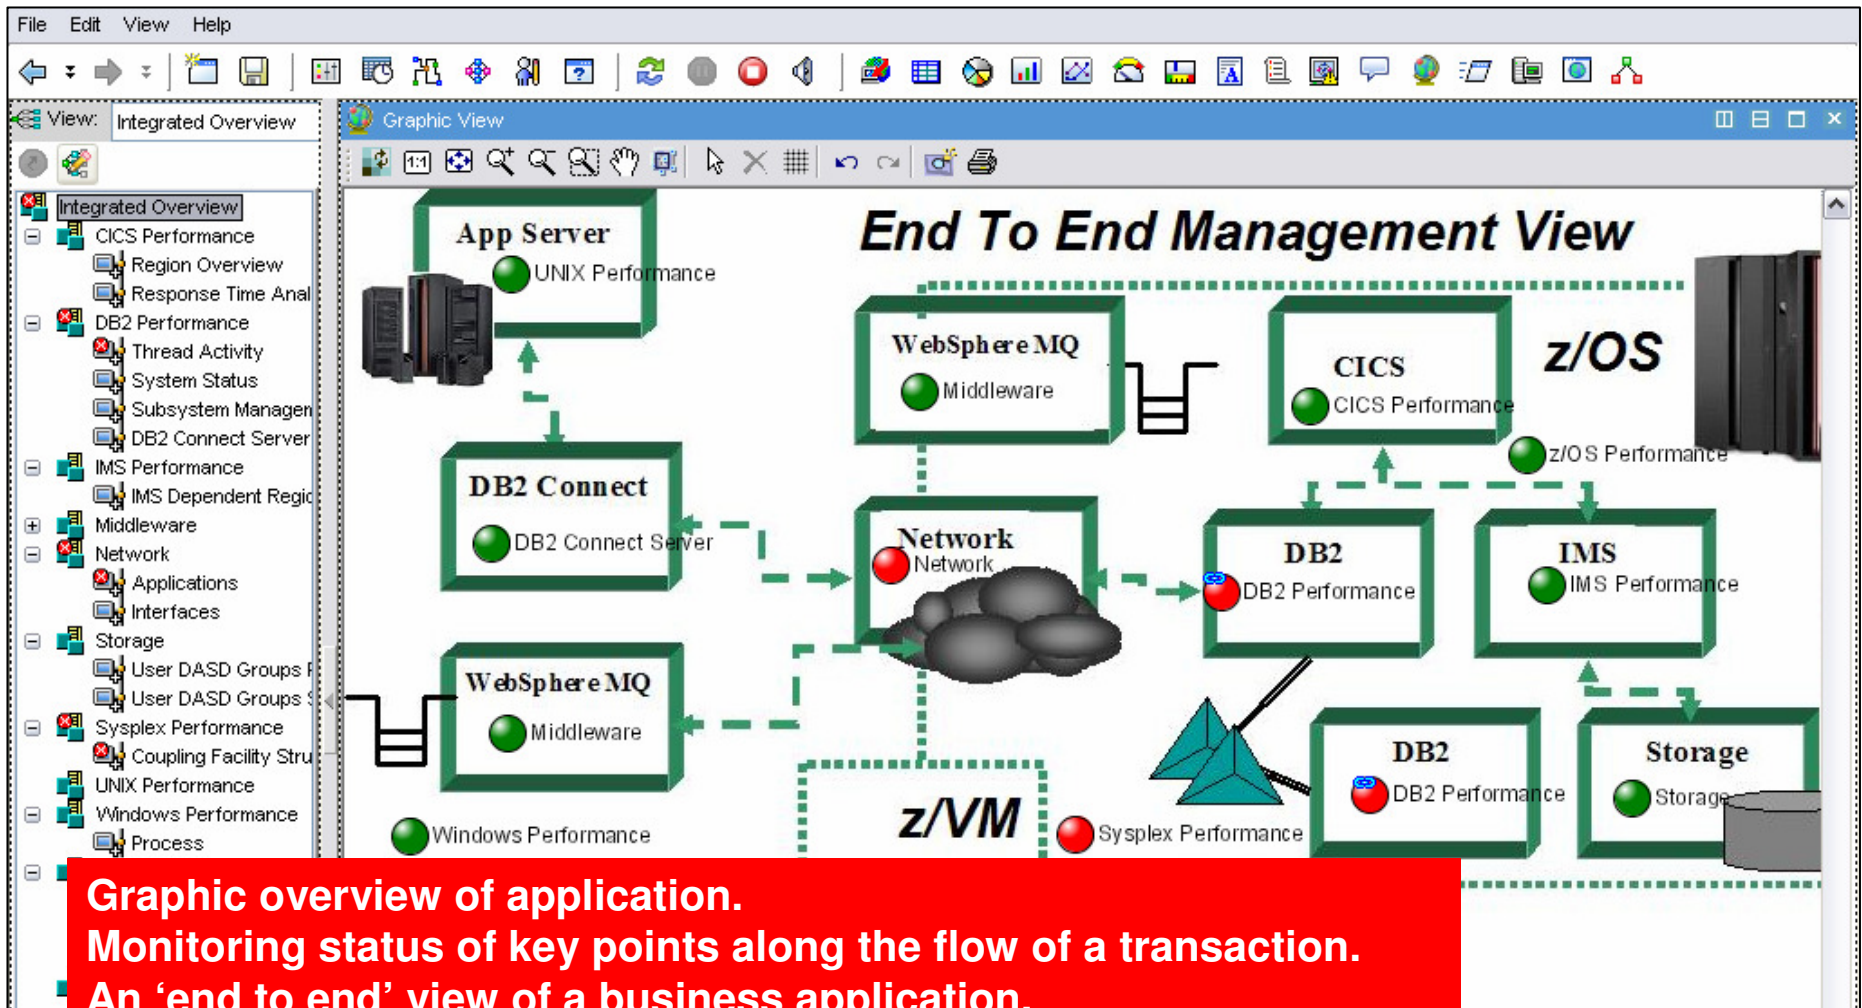 File Edit View Help
View: Integrated Overview
Graphic View
1:1
Integrated Overview
CICS Performance
Region Overview
Response Time Anal
DB2 Performance
Thread Activity
System Status
Subsystem Managen
DB2 Connect Server
IMS Performance
IMS Dependent Regic
Middleware
Network
Applications
Interfaces
Storage
User DASD Groups
User DASD Groups
Sysplex Performance
Coupling Facility Stru
UNIX Performance
Windows Performance
Process
End To End Management View
App Server
UNIX Performance
WebSphere MQ
Middleware
CICS
CICS Performance
z/OS
z/OS Performance
DB2 Connect
DB2 Connect Server
Network
Network
DB2
DB2 Performance
IMS
IMS Performance
WebSphere MQ
Middleware
Windows Performance
z/VM
Sysplex Performance
DB2
DB2 Performance
Storage
Storage
Graphic overview of application.
Monitoring status of key points along the flow of a transaction.
An ‘end to end’ view of a business application.